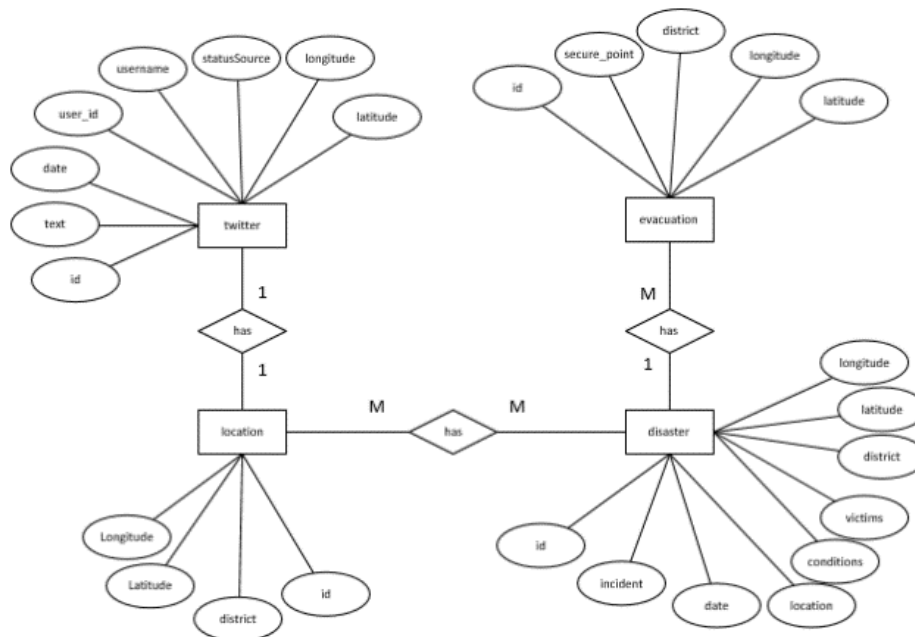 district
statusSource
longitude
secure_point
longitude
username
id
latitude
user_id
latitude
date
text
twitter
evacuation
id
1
M
has
has
1
1
longitude
M
M
latitude
location
has
disaster
district
victims
Longitude
id
conditions
Latitude
id
incident
district
date
location